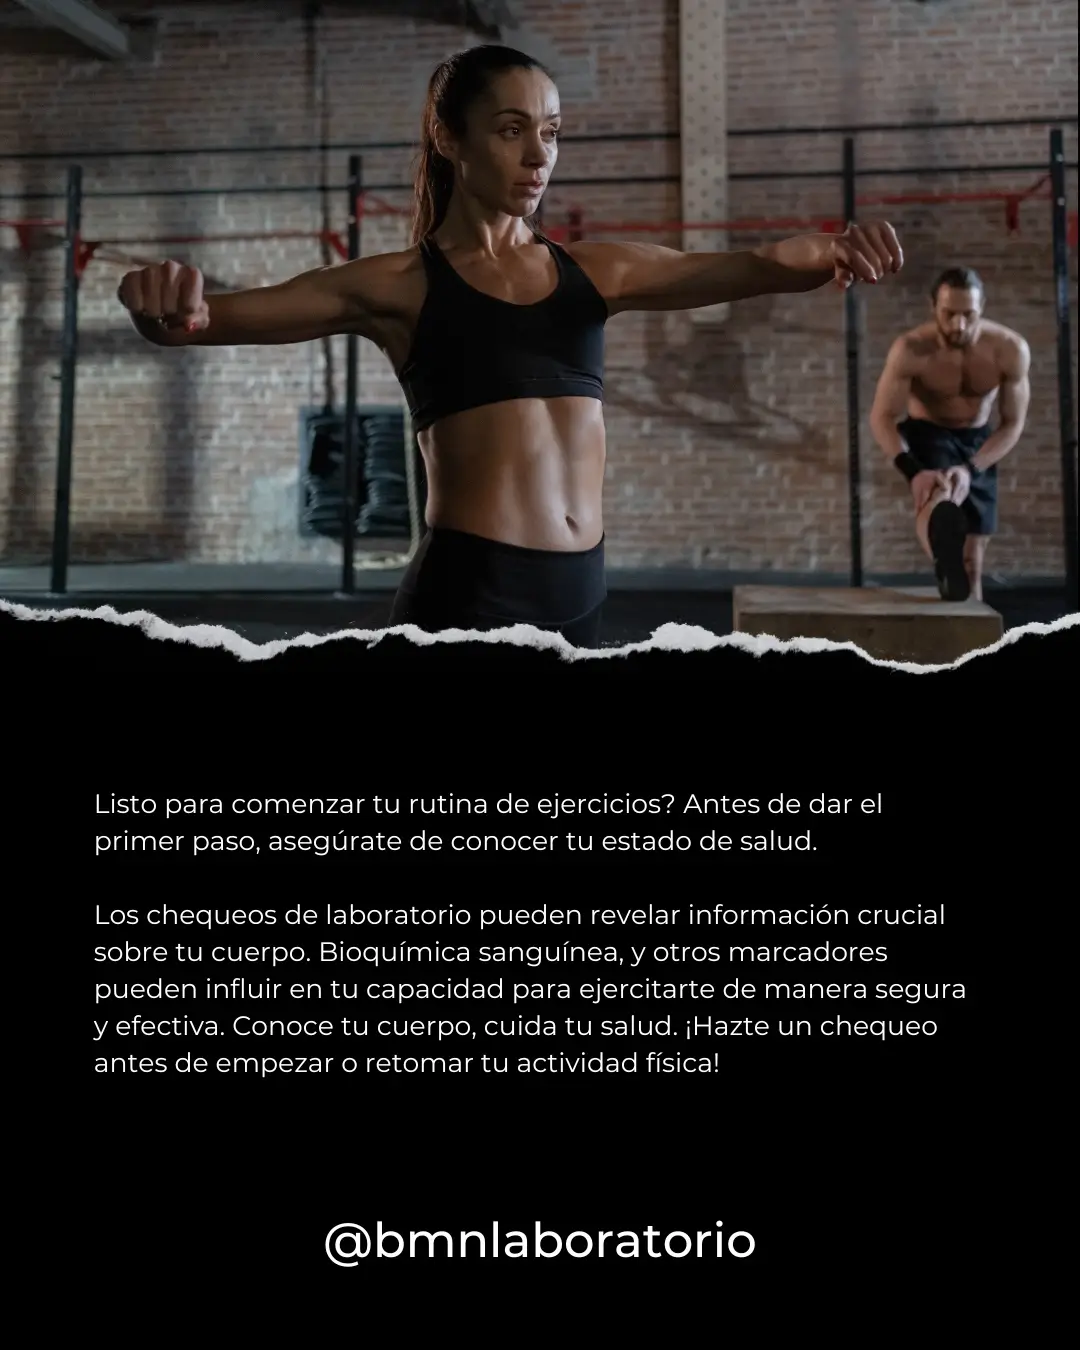 Listo para comenzar tu rutina de ejercicios? Antes de dar el
primer paso, asegúrate de conocer tu estado de salud.
Los chequeos de laboratorio pueden revelar información crucial
sobre tu cuerpo. Bioquímica sanguínea, y otros marcadores
pueden influir en tu capacidad para ejercitarte de manera segura
y efectiva. Conoce tu cuerpo, cuida tu salud. ¡Hazte un chequeo
antes de empezar o retomar tu actividad física!
@bmnlaboratorio